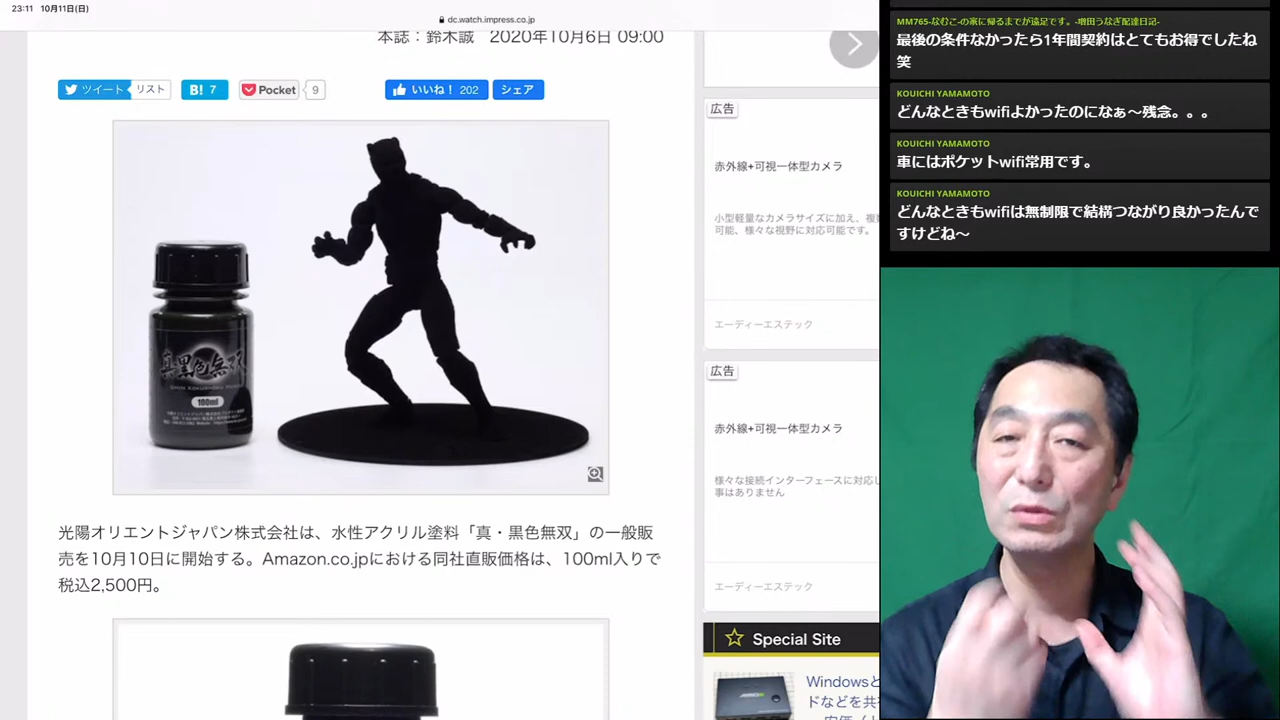 23:11 10月11日(日)
dc.watch.impress.co.jp
本誌：鈴木誠 2020年10月6日 09:00
ツイート
リスト
B! 7
Pocket
9
いいね！ 202
シェア
真黒色無双
100ml
光陽オリエントジャパン株式会社は、水性アクリル塗料「真・黒色無双」の一般販
売を10月10日に開始する。Amazon.co.jpにおける同社直販価格は、100ml入りで
税込2,500円。
広告
赤外線+可視一体型カメラ
小型軽量なカメラサイズに加え、複
可能、様々な視野に対応可能です。
エーディーエステック
広告
赤外線+可視一体型カメラ
様々な接続インターフェースに対応し
事はありません
エーディーエステック
Special Site
Windowsと
ドなどを共
MM765-なむこ-の家に帰るまでが遠足です。-増田うなぎ配達日記-
最後の条件なかったら1年間契約はとてもお得でしたね
笑
KOUICHI YAMAMOTO
どんなときもwifiよかったのになぁ～残念。。。
KOUICHI YAMAMOTO
車にはポケットwifi常用です。
KOUICHI YAMAMOTO
どんなときもwifiは無制限で結構つながり良かったんで
すけどね～